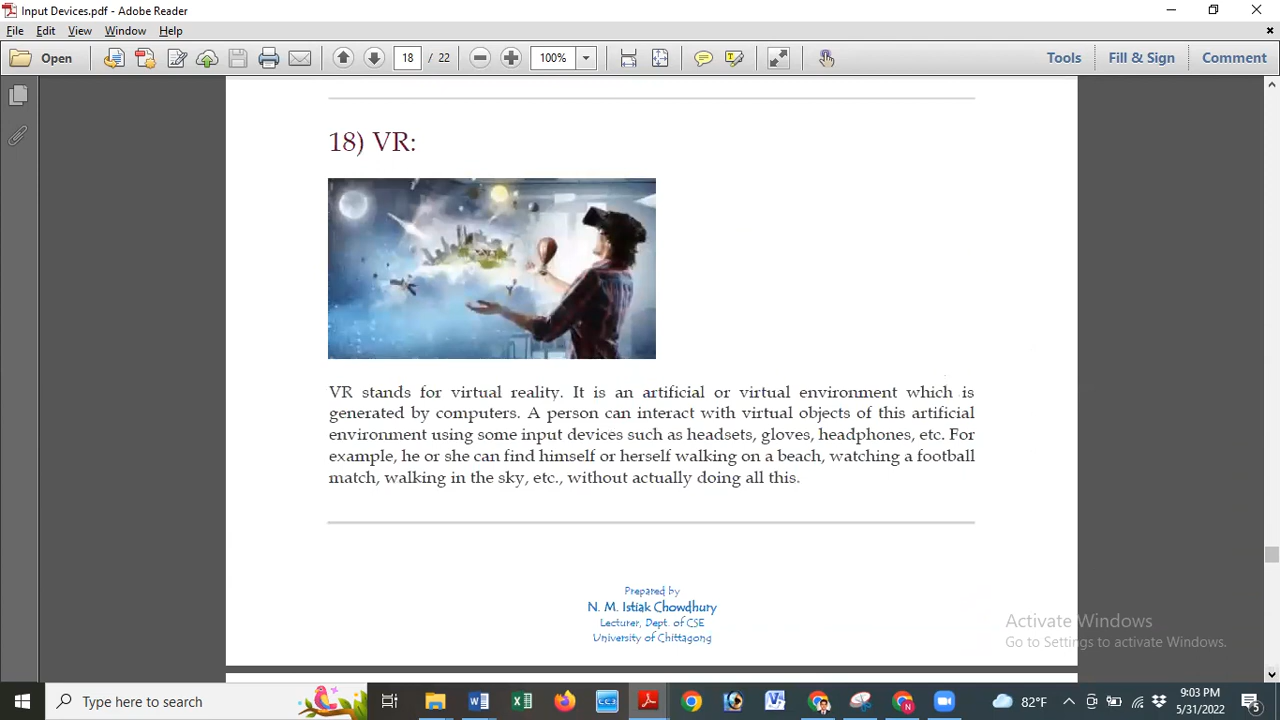 Input Devices.pdf - Adobe Reader
File Edit View Window Help
Open 18 / 22 100% Tools Fill & Sign Comment
18) VR:
VR stands for virtual reality. It is an artificial or virtual environment which is
generated by computers. A person can interact with virtual objects of this artificial
environment using some input devices such as headsets, gloves, headphones, etc. For
example, he or she can find himself or herself walking on a beach, watching a football
match, walking in the sky, etc., without actually doing all this.
Prepared by
N. M. Istiak Chowdhury
Lecturer, Dept. of CSE
University of Chittagong
Activate Windows
Go to Settings to activate Windows.
Type here to search
82°F
9:03 PM
5/31/2022
5